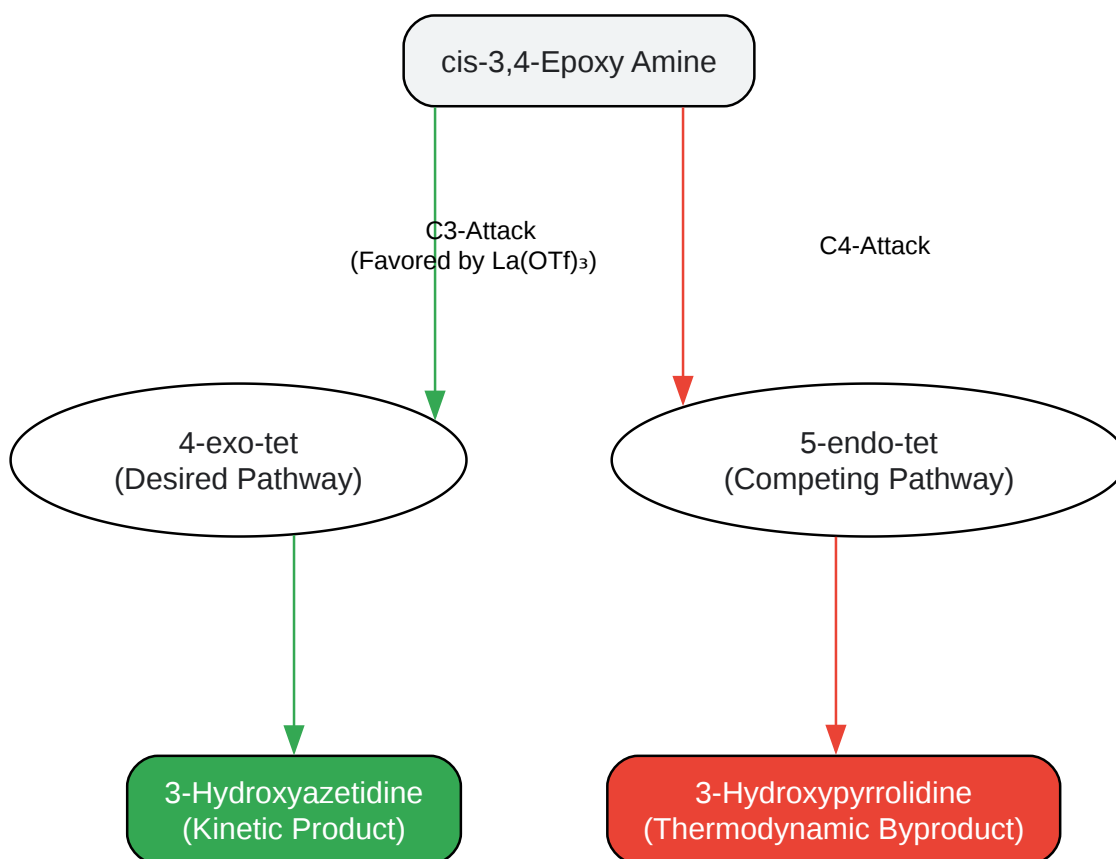 cis-3,4-Epoxy Amine
C3-Attack
(Favored by La(OTf)₃)
C4-Attack
4-exo-tet
(Desired Pathway)
5-endo-tet
(Competing Pathway)
3-Hydroxyazetidine
(Kinetic Product)
3-Hydroxypyrrolidine
(Thermodynamic Byproduct)